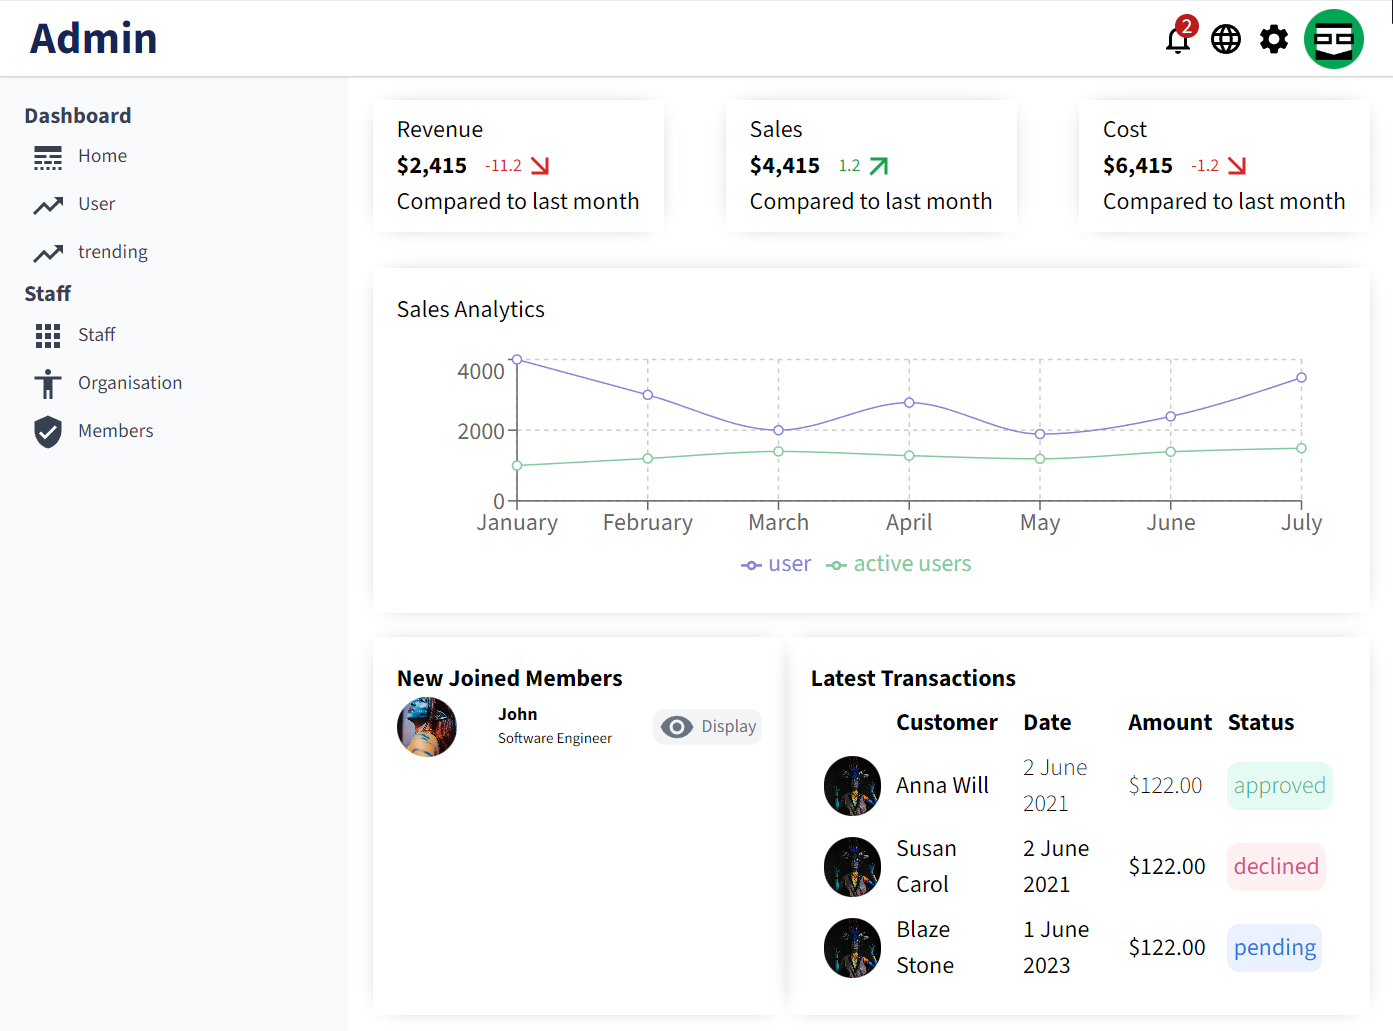 Admin
2
Dashboard
Home
User
trending
Staff
Staff
Organisation
Members
Revenue
$2,415 -11.2
Compared to last month
Sales
$4,415 1.2
Compared to last month
Cost
$6,415 -1.2
Compared to last month
Sales Analytics
4000
2000
0
January February March April May June July
user active users
New Joined Members
John
Software Engineer
Display
Latest Transactions
Customer Date Amount Status
Anna Will 2 June 2021 $122.00 approved
Susan Carol 2 June 2021 $122.00 declined
Blaze Stone 1 June 2023 $122.00 pending